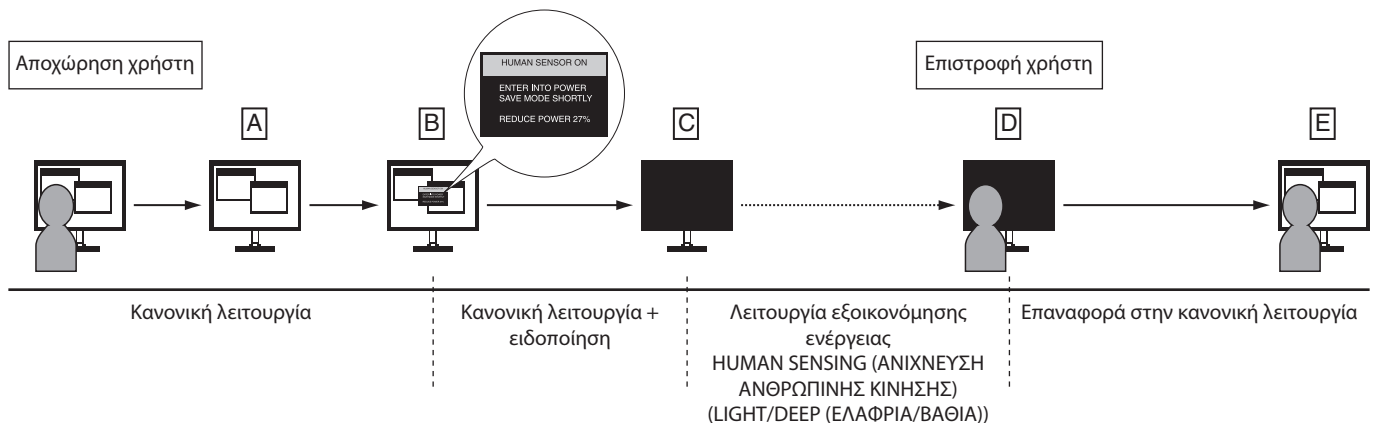 Αποχώρηση χρήστη
HUMAN SENSOR ON
ENTER INTO POWER
SAVE MODE SHORTLY
REDUCE POWER 27%
Επιστροφή χρήστη
A
B
C
D
E
Κανονική λειτουργία
Κανονική λειτουργία +
ειδοποίηση
Λειτουργία εξοικονόμησης
ενέργειας
HUMAN SENSING (ΑΝΙΧΝΕΥΣΗ
ΑΝΘΡΩΠΙΝΗΣ ΚΙΝΗΣΗΣ)
(LIGHT/DEEP (ΕΛΑΦΡΙΑ/ΒΑΘΙΑ))
Επαναφορά στην κανονική λειτουργία